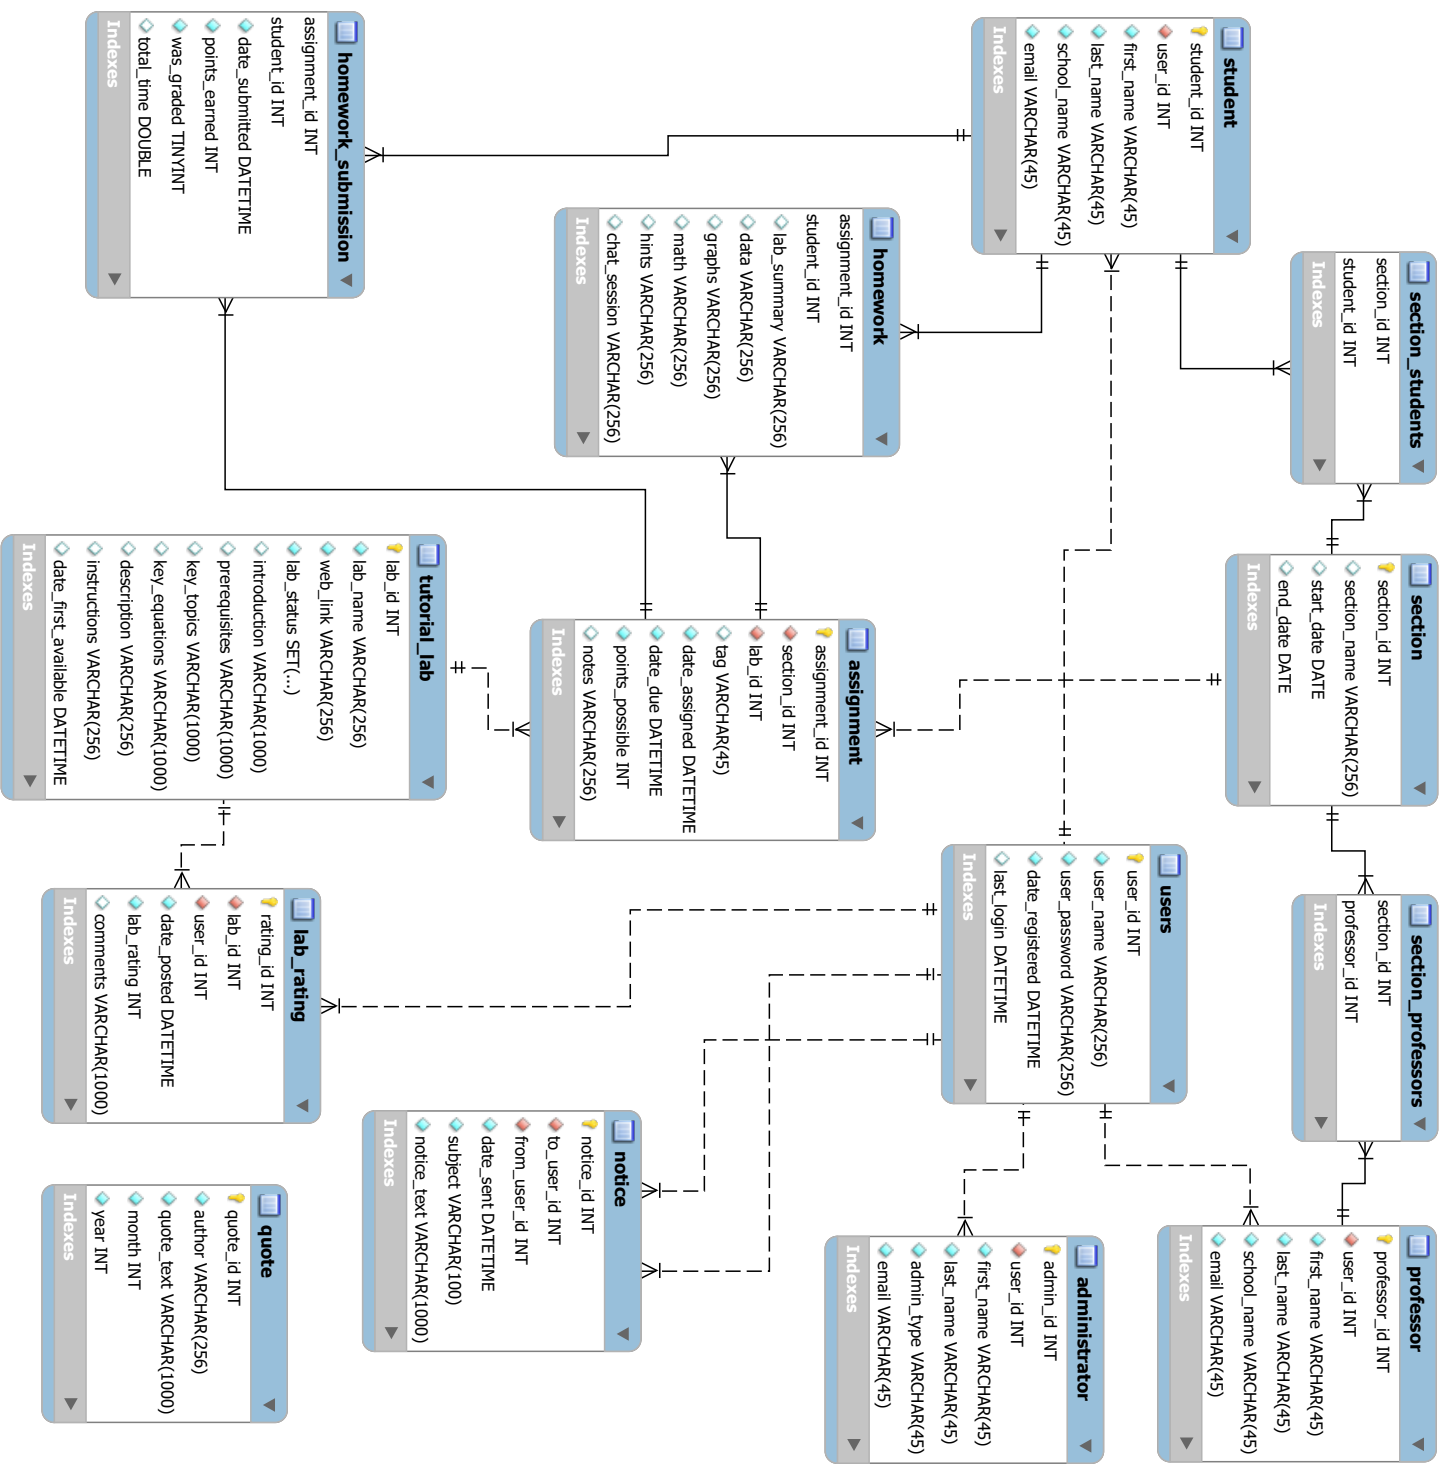 student
student_id INT
user_id INT
first_name VARCHAR(45)
last_name VARCHAR(45)
school_name VARCHAR(45)
email VARCHAR(45)
Indexes
section_students
section_id INT
student_id INT
Indexes
section
section_id INT
section_name VARCHAR(256)
start_date DATE
end_date DATE
Indexes
section_professors
section_id INT
professor_id INT
Indexes
professor
professor_id INT
user_id INT
first_name VARCHAR(45)
last_name VARCHAR(45)
school_name VARCHAR(45)
email VARCHAR(45)
Indexes
homework_submission
assignment_id INT
student_id INT
date_submitted DATETIME
points_earned INT
was_graded TINYINT
total_time DOUBLE
Indexes
homework
assignment_id INT
student_id INT
lab_summary VARCHAR(256)
data VARCHAR(256)
graphs VARCHAR(256)
math VARCHAR(256)
hints VARCHAR(256)
chat_session VARCHAR(256)
Indexes
assignment
assignment_id INT
section_id INT
lab_id INT
tag VARCHAR(45)
date_assigned DATETIME
date_due DATETIME
points_possible INT
notes VARCHAR(256)
Indexes
users
user_id INT
user_name VARCHAR(256)
user_password VARCHAR(256)
date_registered DATETIME
last_login DATETIME
Indexes
administrator
admin_id INT
user_id INT
first_name VARCHAR(45)
last_name VARCHAR(45)
admin_type VARCHAR(45)
email VARCHAR(45)
Indexes
tutorial_lab
lab_id INT
lab_name VARCHAR(256)
web_link VARCHAR(256)
lab_status SET(...)
introduction VARCHAR(1000)
prerequisites VARCHAR(1000)
key_topics VARCHAR(1000)
key_equations VARCHAR(1000)
description VARCHAR(256)
instructions VARCHAR(256)
date_first_available DATETIME
Indexes
lab_rating
rating_id INT
lab_id INT
user_id INT
date_posted DATETIME
lab_rating INT
comments VARCHAR(1000)
Indexes
notice
notice_id INT
to_user_id INT
from_user_id INT
date_sent DATETIME
subject VARCHAR(100)
notice_text VARCHAR(1000)
Indexes
quote
quote_id INT
author VARCHAR(256)
quote_text VARCHAR(1000)
month INT
year INT
Indexes